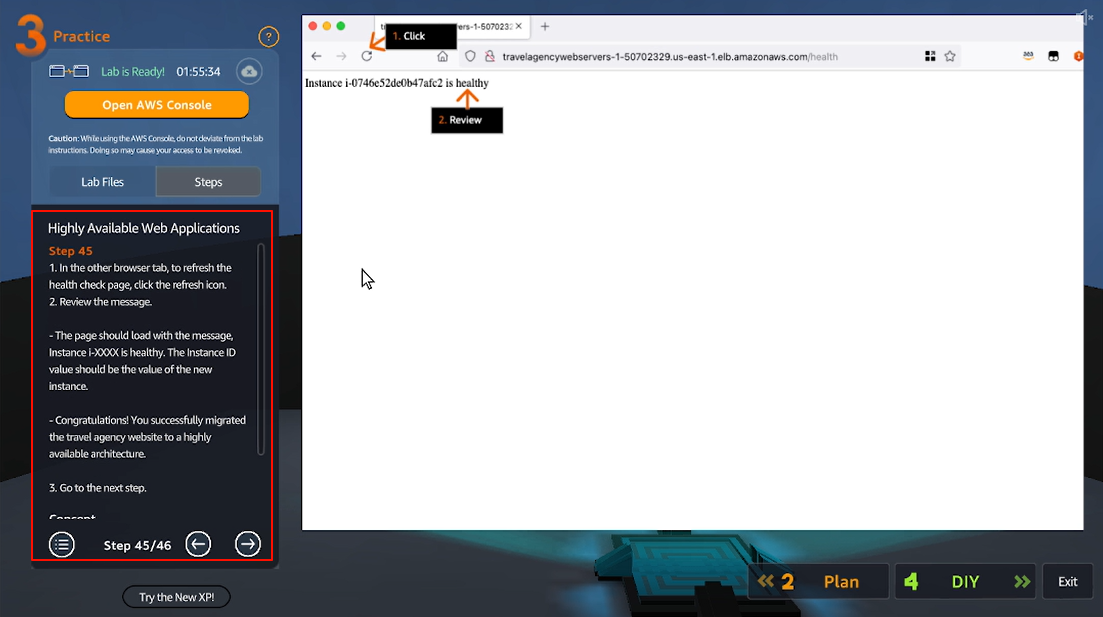 3 Practice
?
Lab is Ready! 01:55:34
Open AWS Console
Caution: While using the AWS Console, do not deviate from the lab
instructions. Doing so may cause your access to be revoked.
Lab Files
Steps
Highly Available Web Applications
Step 45
1. In the other browser tab, to refresh the
health check page, click the refresh icon.
2. Review the message.
- The page should load with the message,
Instance i-XXXX is healthy. The Instance ID
value should be the value of the new
instance.
- Congratulations! You successfully migrated
the travel agency website to a highly
available architecture.
3. Go to the next step.
Concept
Step 45/46
Try the New XP!
1. Click
ers-1-5070232
travelagencywebservers-1-50702329.us-east-1.elb.amazonaws.com/health
Instance i-0746e52de0b47afc2 is healthy
2. Review
2 Plan
4 DIY
Exit